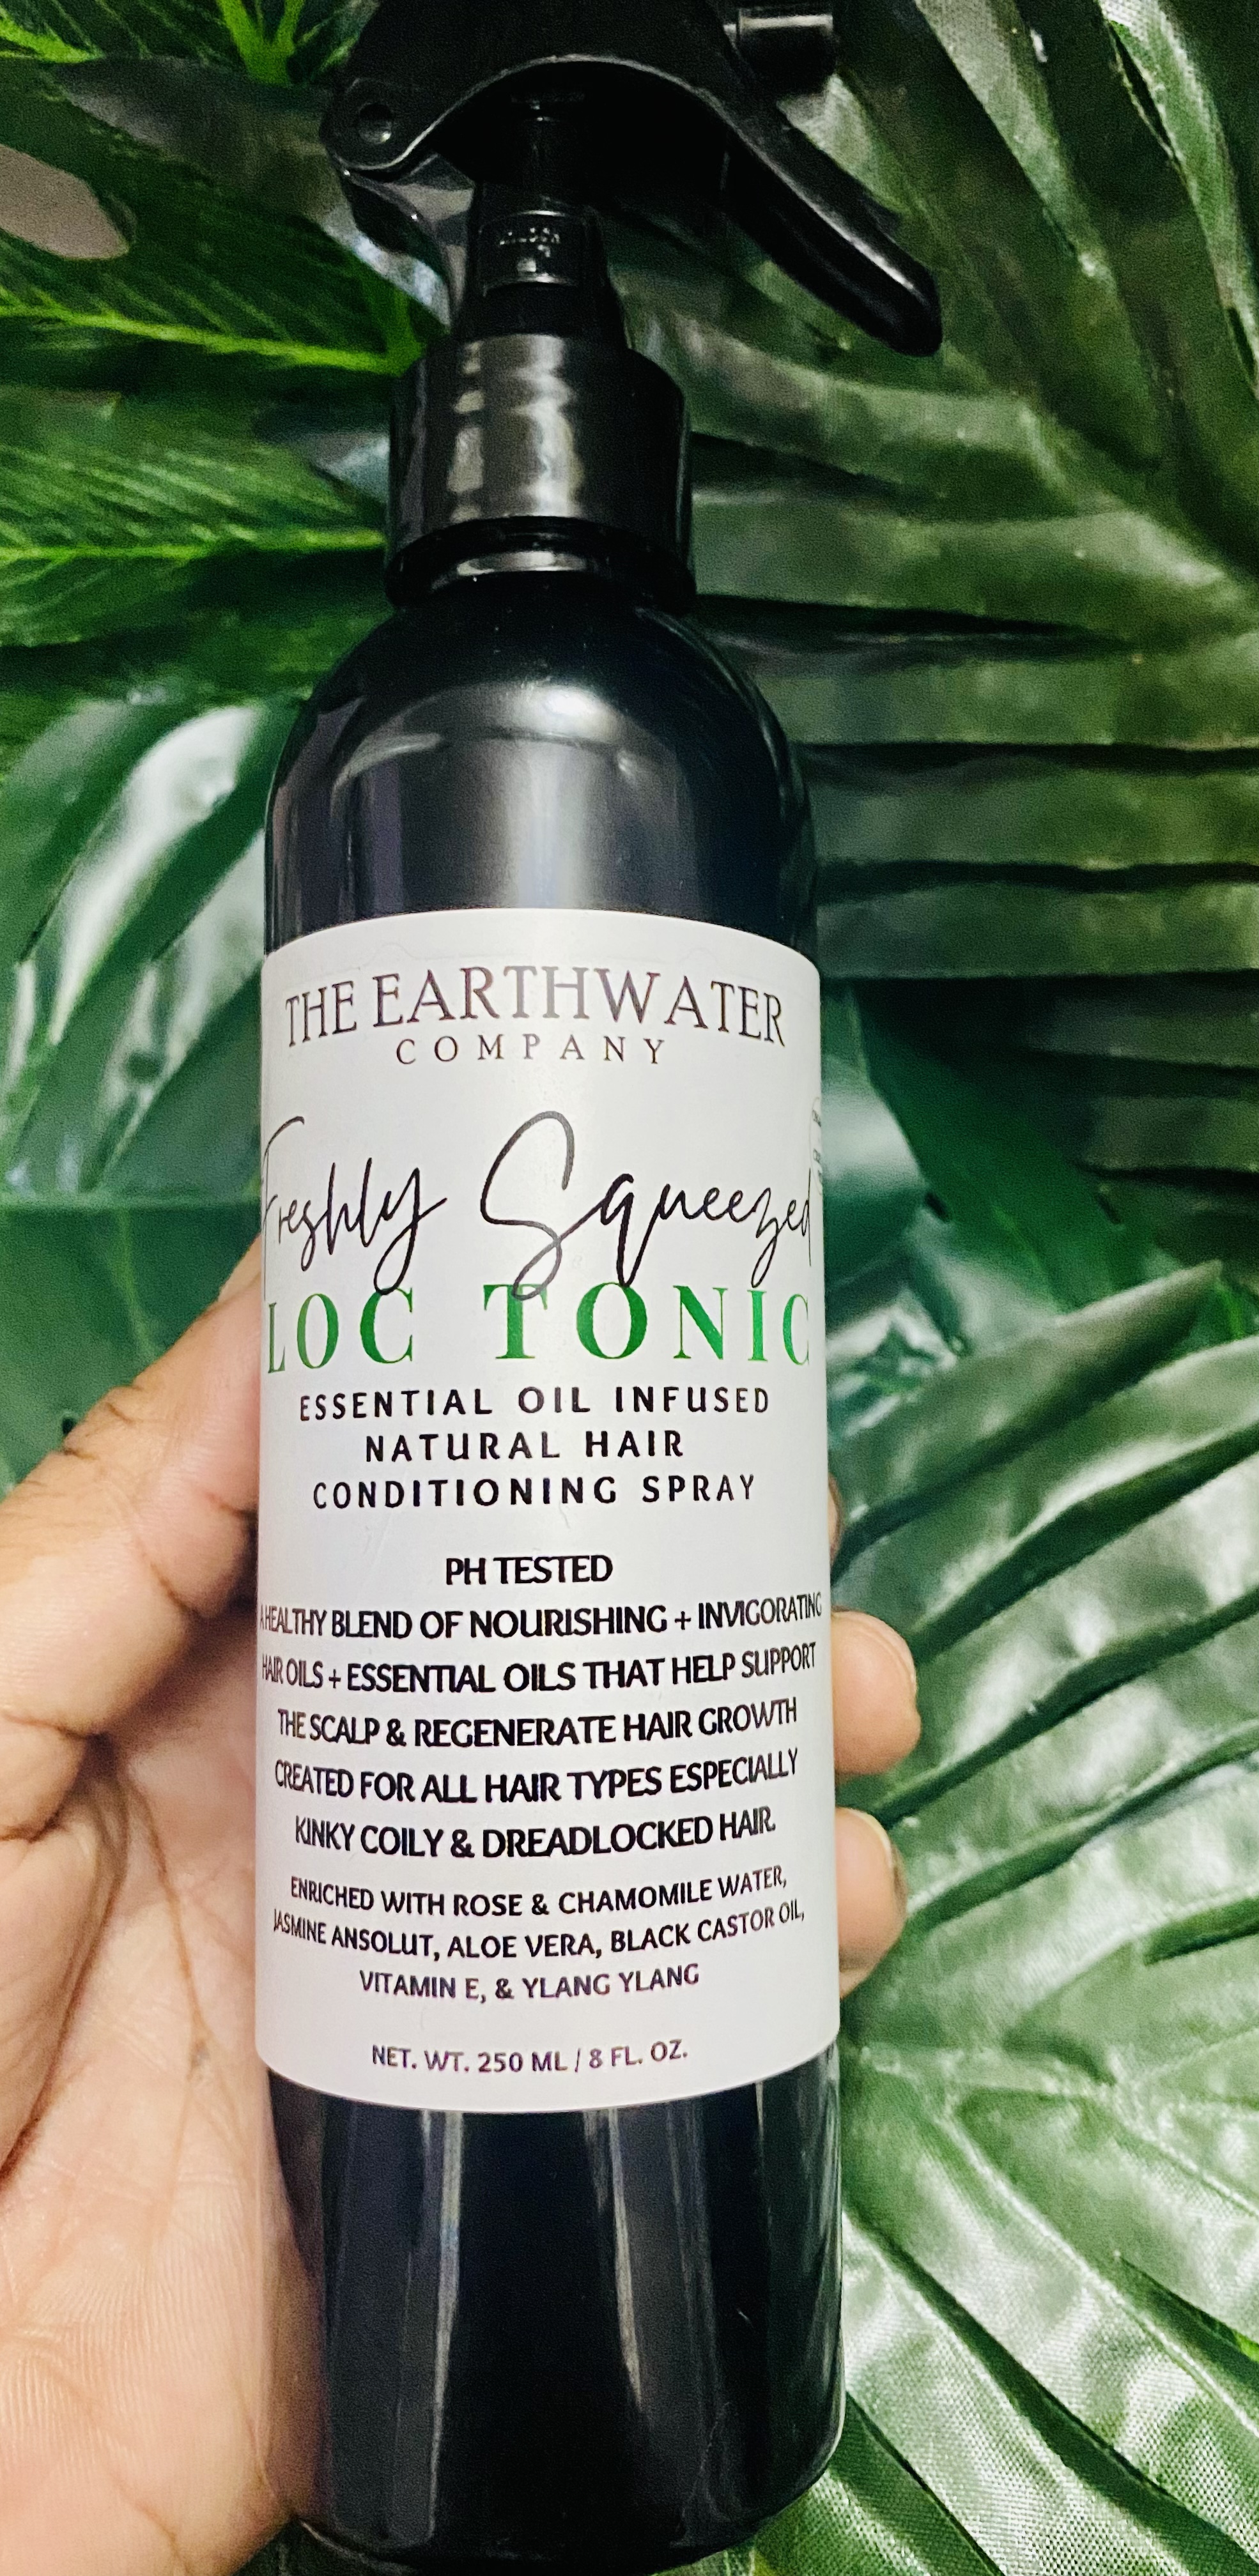 THE EARTHWATER
COMPANY
Freshly Squeezed
LOC TONIC
ESSENTIAL OIL INFUSED
NATURAL HAIR
CONDITIONING SPRAY
PH TESTED
A HEALTHY BLEND OF NOURISHING + INVIGORATING
HAIR OILS + ESSENTIAL OILS THAT HELP SUPPORT
THE SCALP & REGENERATE HAIR GROWTH
CREATED FOR ALL HAIR TYPES ESPECIALLY
KINKY COILY & DREADLOCKED HAIR.
ENRICHED WITH ROSE & CHAMOMILE WATER,
JASMINE ANSOLUT, ALOE VERA, BLACK CASTOR OIL,
VITAMIN E, & YLANG YLANG
NET. WT. 250 ML / 8 FL. OZ.